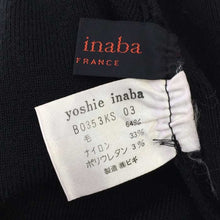 inaba
FRANCE
yoshie inaba
B0353KS 03
毛 64%
ナイロン 33%
ポリウレタン 3%
製造 ㈱ビギ